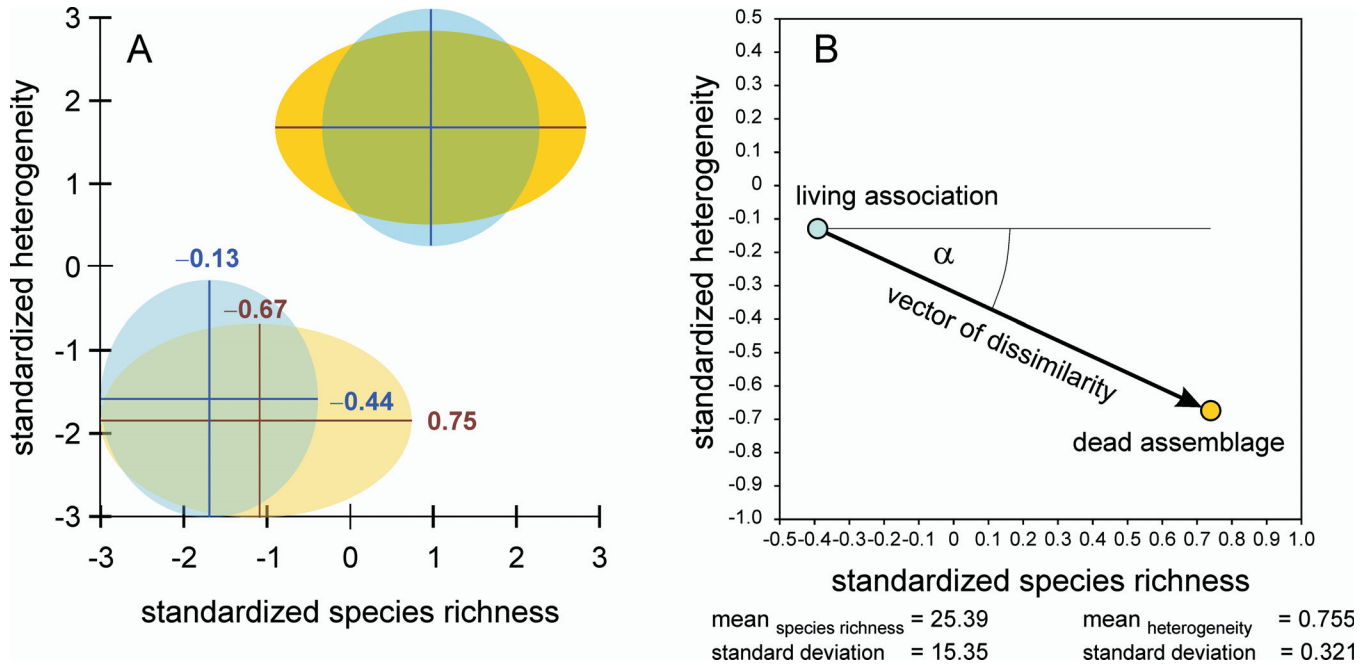 A
standardized heterogeneity
3
2
1
0
-1
-2
-3
-3
-2
-1
0
1
2
3
standardized species richness
−0.13
−0.67
−0.44
0.75
B
standardized heterogeneity
0.5
0.4
0.3
0.2
0.1
0
-0.1
-0.2
-0.3
-0.4
-0.5
-0.6
-0.7
-0.8
-0.9
-1.0
living association
α
vector of dissimilarity
dead assemblage
-0.5-0.4-0.3-0.2-0.1 0 0.1 0.2 0.3 0.4 0.5 0.6 0.7 0.8 0.9 1.0
standardized species richness
mean species richness = 25.39
standard deviation = 15.35
mean heterogeneity = 0.755
standard deviation = 0.321